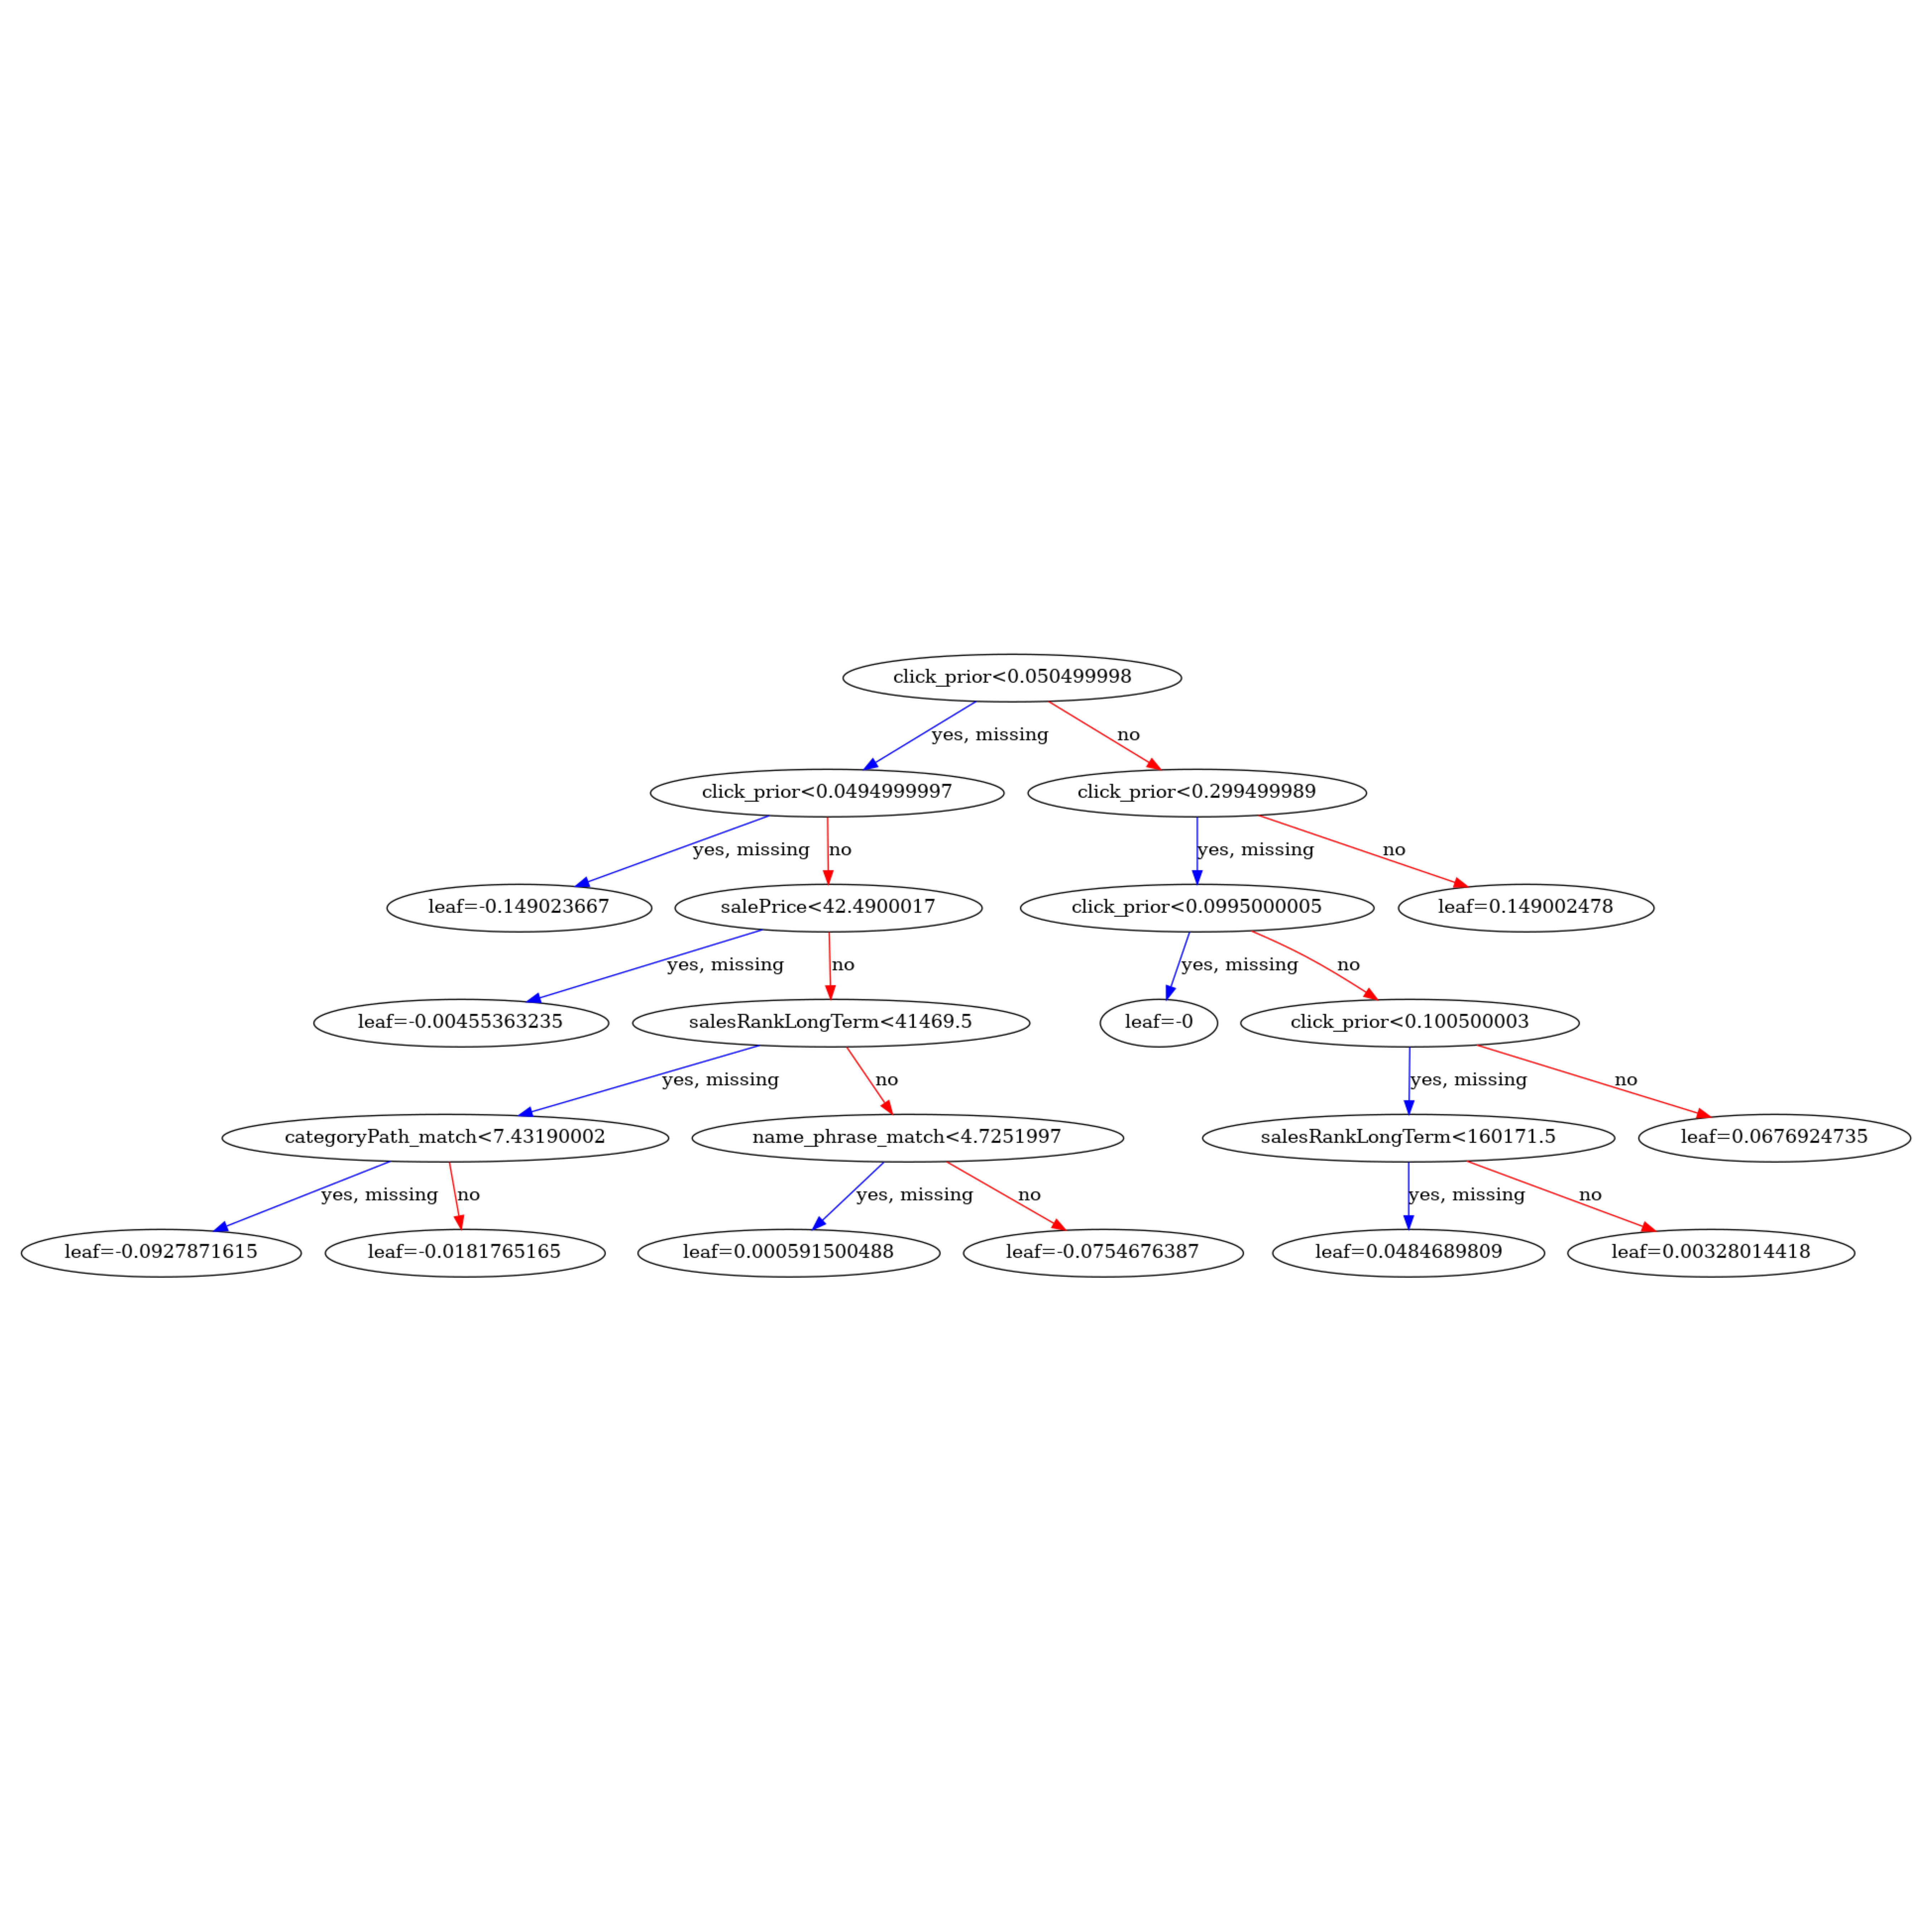 click_prior<0.050499998
yes, missing
no
click_prior<0.0494999997
click_prior<0.299499989
yes, missing
no
yes, missing
no
leaf=-0.149023667
salePrice<42.4900017
click_prior<0.0995000005
leaf=0.149002478
yes, missing
no
yes, missing
no
leaf=-0.00455363235
salesRankLongTerm<41469.5
leaf=-0
click_prior<0.100500003
yes, missing
no
yes, missing
no
categoryPath_match<7.43190002
name_phrase_match<4.7251997
salesRankLongTerm<160171.5
leaf=0.0676924735
yes, missing
no
yes, missing
no
yes, missing
no
leaf=-0.0927871615
leaf=-0.0181765165
leaf=0.000591500488
leaf=-0.0754676387
leaf=0.0484689809
leaf=0.00328014418